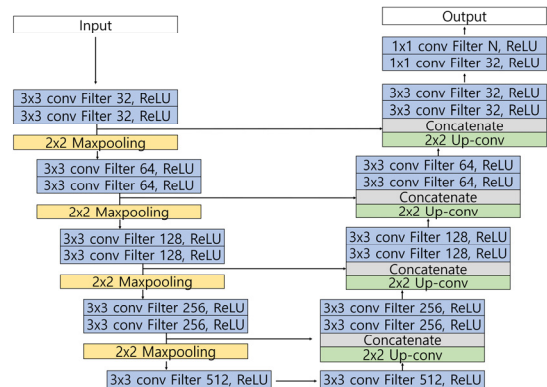 Input
3x3 conv Filter 32, ReLU
3x3 conv Filter 32, ReLU
2x2 Maxpooling
3x3 conv Filter 64, ReLU
3x3 conv Filter 64, ReLU
2x2 Maxpooling
3x3 conv Filter 128, ReLU
3x3 conv Filter 128, ReLU
2x2 Maxpooling
3x3 conv Filter 256, ReLU
3x3 conv Filter 256, ReLU
2x2 Maxpooling
3x3 conv Filter 512, ReLU
Output
1x1 conv Filter N, ReLU
1x1 conv Filter 32, ReLU
3x3 conv Filter 32, ReLU
3x3 conv Filter 32, ReLU
Concatenate
2x2 Up-conv
3x3 conv Filter 64, ReLU
3x3 conv Filter 64, ReLU
Concatenate
2x2 Up-conv
3x3 conv Filter 128, ReLU
3x3 conv Filter 128, ReLU
Concatenate
2x2 Up-conv
3x3 conv Filter 256, ReLU
3x3 conv Filter 256, ReLU
Concatenate
2x2 Up-conv
3x3 conv Filter 512, ReLU